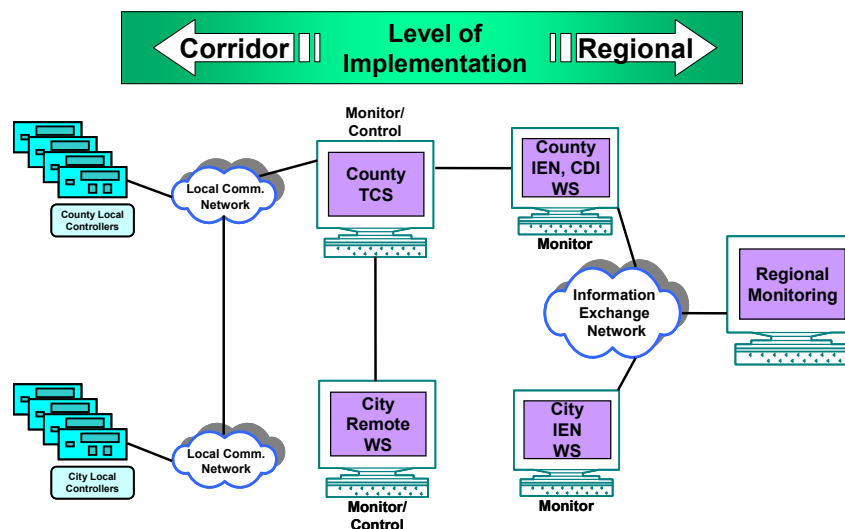 Corridor
Level of
Implementation
Regional
Monitor/
Control
County
TCS
County
IEN, CDI
WS
Monitor
Local Comm.
Network
County Local
Controllers
Information
Exchange
Network
Regional
Monitoring
City
Remote
WS
Monitor/
Control
City
IEN
WS
Monitor
Local Comm.
Network
City Local
Controllers